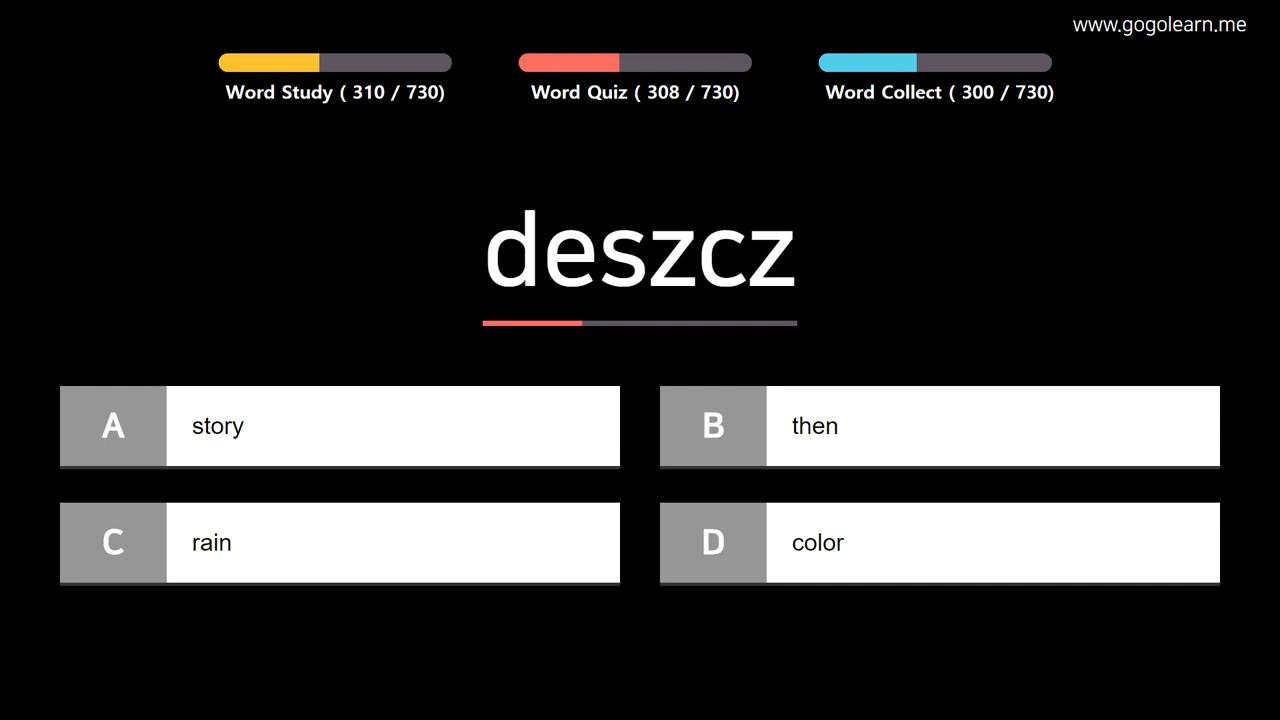 www.gogolearn.me
Word Study ( 310 / 730)
Word Quiz ( 308 / 730)
Word Collect ( 300 / 730)
deszcz
A story
B then
C rain
D color